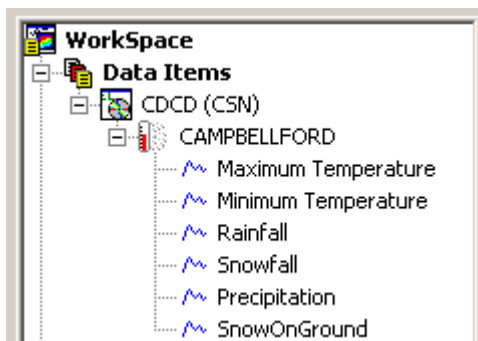 WorkSpace
Data Items
CDCD (CSN)
CAMPBELLFORD
Maximum Temperature
Minimum Temperature
Rainfall
Snowfall
Precipitation
SnowOnGround